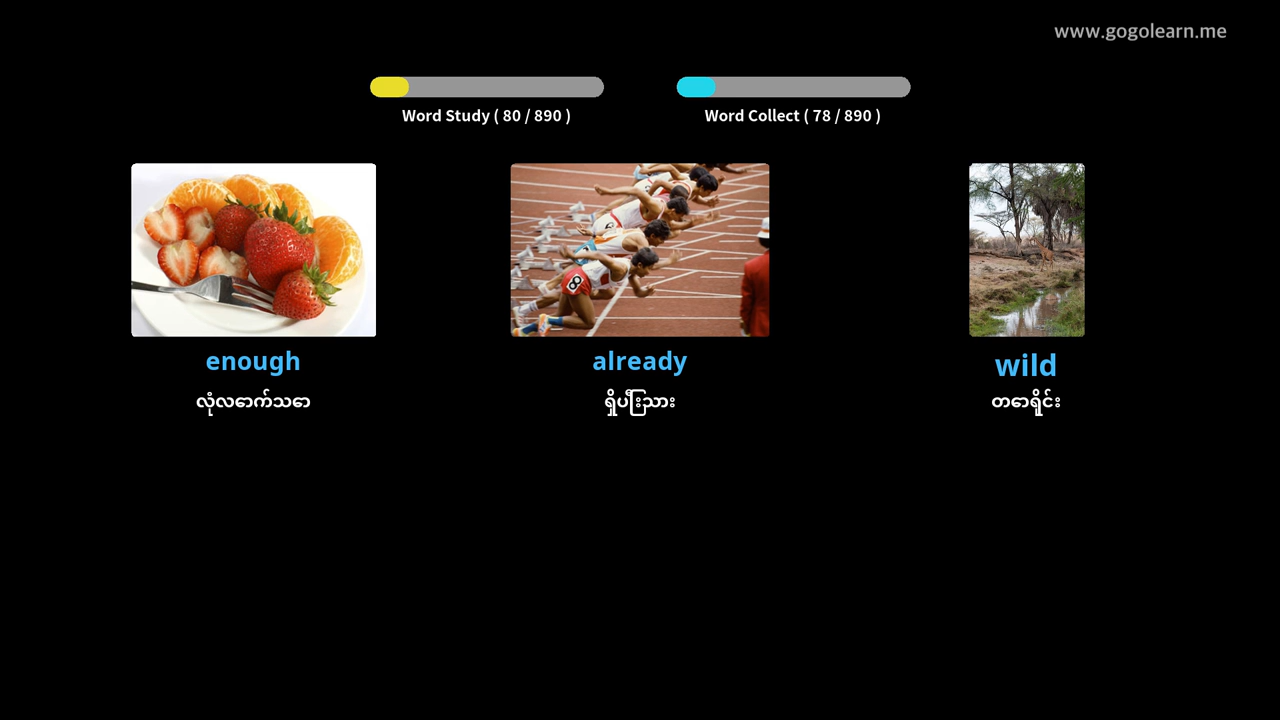 www.gogolearn.me
Word Study ( 80 / 890 )
Word Collect ( 78 / 890 )
enough
already
wild
လုံလောက်သော
ရှိပြီးသား
တောရိုင်း